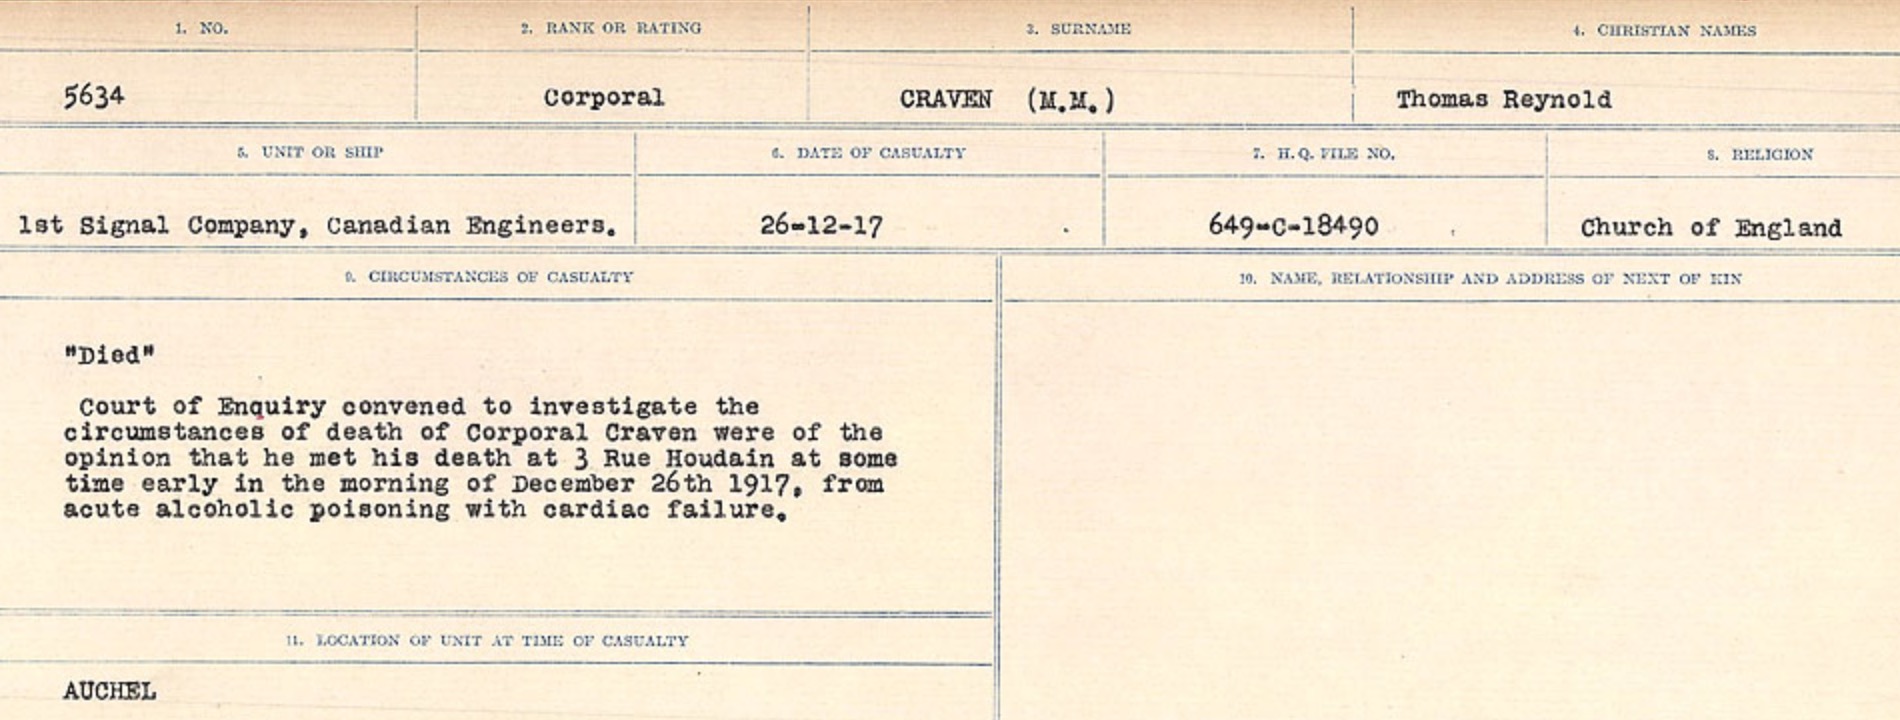 1. NO. 2. RANK OR RATING 3. SURNAME 4. CHRISTIAN NAMES
5634 Corporal CRAVEN (M.M.) Thomas Reynold
5. UNIT OR SHIP 6. DATE OF CASUALTY 7. H.Q. FILE NO. 8. RELIGION
1st Signal Company, Canadian Engineers. 26-12-17 649-C-18490 Church of England
9. CIRCUMSTANCES OF CASUALTY 10. NAME, RELATIONSHIP AND ADDRESS OF NEXT OF KIN
"Died"
Court of Enquiry convened to investigate the
circumstances of death of Corporal Craven were of the
opinion that he met his death at 3 Rue Houdain at some
time early in the morning of December 26th 1917, from
acute alcoholic poisoning with cardiac failure.
11. LOCATION OF UNIT AT TIME OF CASUALTY
AUCHEL